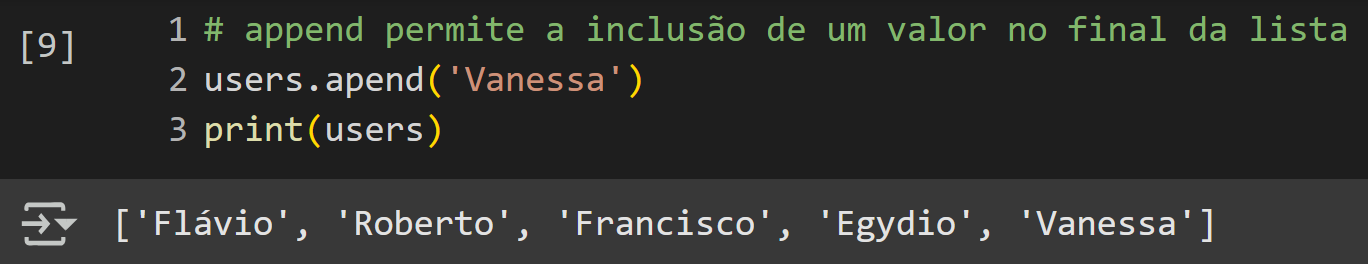 [9]
1 # append permite a inclusão de um valor no final da lista
2 users.apend('Vanessa')
3 print(users)
['Flávio', 'Roberto', 'Francisco', 'Egydio', 'Vanessa']